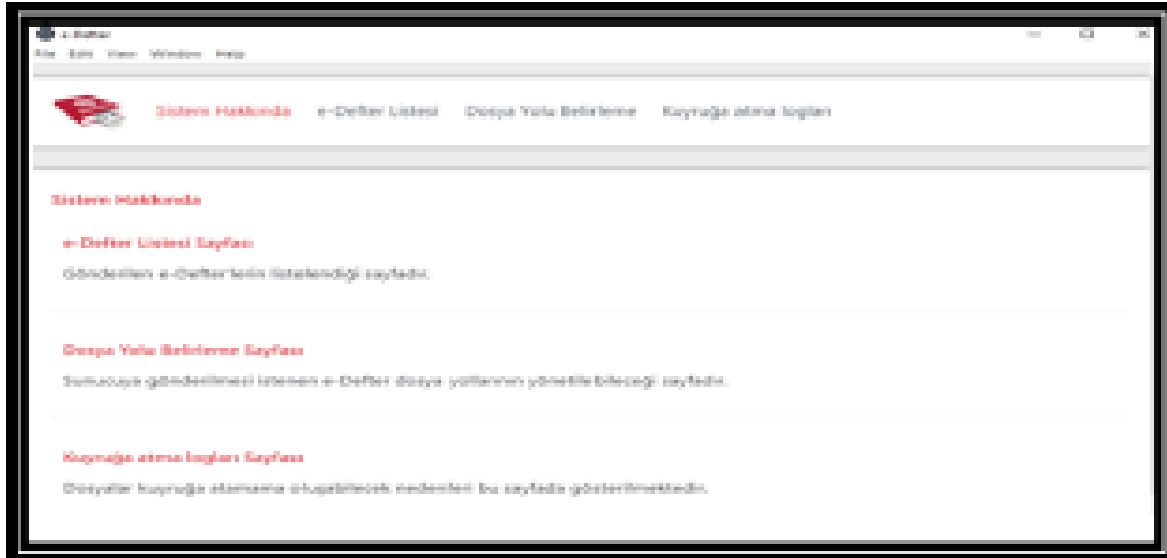 e-Defter
File Edit View Window Help
Sistem Hakkında e-Defter Listesi Dosya Yolu Belirleme Kuyruğa atma logları
Sistem Hakkında
e-Defter Listesi Sayfası
Gönderilen e-Defter'lerin listelendiği sayfadır.
Dosya Yolu Belirleme Sayfası
Sunucuya gönderilmesi istenen e-Defter dosya yollarının yönetilebileceği sayfadır.
Kuyruğa atma logları Sayfası
Dosyalar kuyruğa atamama oluşabilecek nedenleri bu sayfada gösterilmektedir.